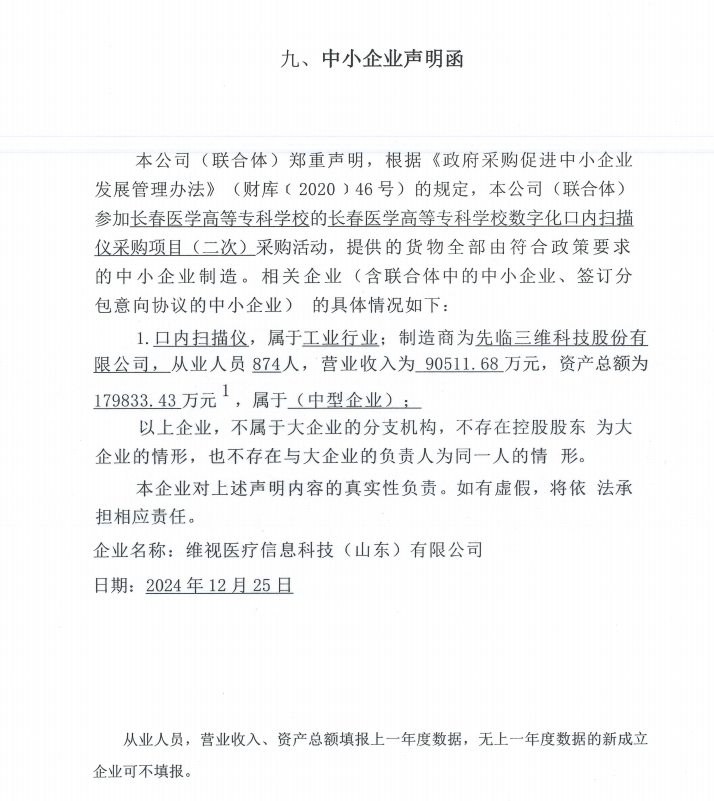 九、中小企业声明函
本公司（联合体）郑重声明，根据《政府采购促进中小企业
发展管理办法》（财库﹝2020﹞46号）的规定，本公司（联合体）
参加长春医学高等专科学校的长春医学高等专科学校数字化口内扫描
仪采购项目（二次）采购活动，提供的货物全部由符合政策要求
的中小企业制造。相关企业（含联合体中的中小企业、签订分
包意向协议的中小企业） 的具体情况如下：
1.口内扫描仪，属于工业行业；制造商为先临三维科技股份有
限公司，从业人员874人，营业收入为 90511.68万元，资产总额为
179833.43万元1，属于（中型企业）；
以上企业，不属于大企业的分支机构，不存在控股股东 为大
企业的情形，也不存在与大企业的负责人为同一人的情 形。
本企业对上述声明内容的真实性负责。如有虚假，将依 法承
担相应责任。
企业名称：维视医疗信息科技（山东）有限公司
日期：2024年12月25日
从业人员，营业收入、资产总额填报上一年度数据，无上一年度数据的新成立
企业可不填报。